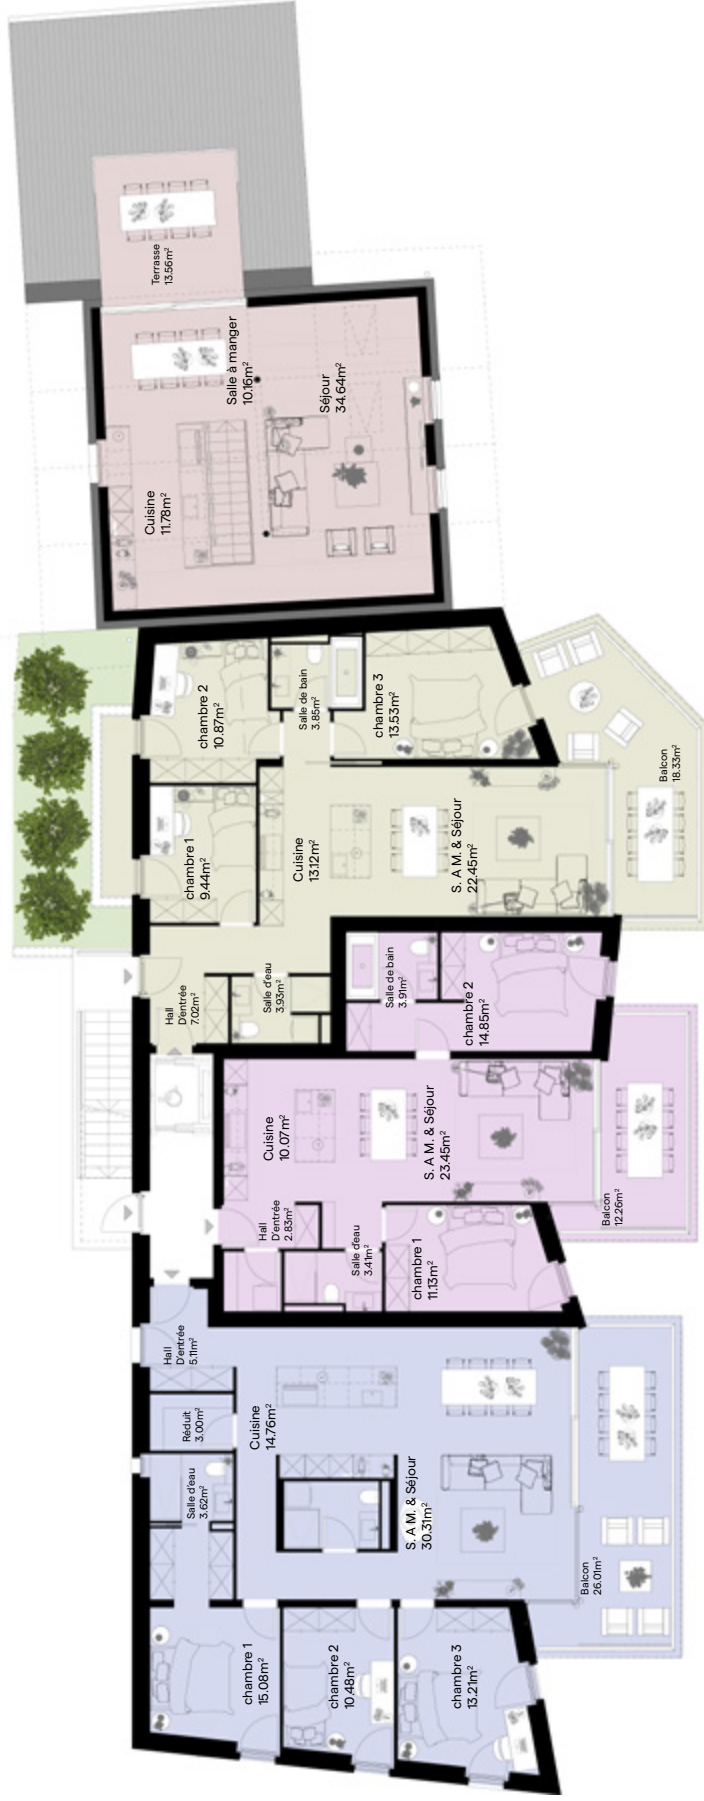 Terrasse
13.56m²
Salle à manger
10.16m²
Séjour
34.64m²
Cuisine
11.78m²
chambre 2
10.87m²
Salle de bain
3.85m²
chambre 3
13.53m²
Balcon
18.33m²
chambre 1
9.44m²
Cuisine
13.12m²
S. A M. & Séjour
22.45m²
Hall
D'entrée
7.02m²
Salle d'eau
3.93m²
Salle de bain
3.91m²
chambre 2
14.85m²
Cuisine
10.07m²
S. A M. & Séjour
23.45m²
Hall
D'entrée
2.83m²
Salle d'eau
3.41m²
chambre 1
11.13m²
Balcon
12.26m²
Hall
D'entrée
5.11m²
Réduit
3.00m²
Cuisine
14.76m²
Salle d'eau
3.62m²
S. A M. & Séjour
30.31m²
Balcon
26.01m²
chambre 1
15.08m²
chambre 2
10.48m²
chambre 3
13.21m²